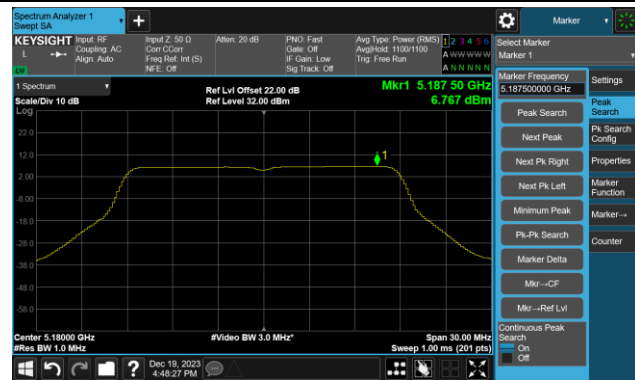 Spectrum Analyzer 1
Swept SA
+
Marker
KEYSIGHT
L
Input: RF
Coupling: AC
Align: Auto
Input Z: 50 Ω
Corr CCorr
Freq Ref: Int (S)
NFE: Off
Atten: 20 dB
PNO: Fast
Gate: Off
IF Gain: Low
Sig Track: Off
Avg Type: Power (RMS)
Avg|Hold: 1100/1100
Trig: Free Run
1 2 3 4 5 6
A W W W W W
A N N N N N
Select Marker
Marker 1
1 Spectrum
Scale/Div 10 dB
Log
Ref Lvl Offset 22.00 dB
Ref Level 32.00 dBm
Mkr1 5.187 50 GHz
6.767 dBm
22.0
12.0
2.00
-8.00
-18.0
-28.0
-38.0
-48.0
-58.0
1
Center 5.18000 GHz
#Res BW 1.0 MHz
#Video BW 3.0 MHz*
Span 30.00 MHz
Sweep 1.00 ms (201 pts)
Marker Frequency
5.187500000 GHz
Peak Search
Next Peak
Next Pk Right
Next Pk Left
Minimum Peak
Pk-Pk Search
Marker Delta
Mkr→CF
Mkr→Ref Lvl
Continuous Peak
Search
On
Off
Settings
Peak
Search
Pk Search
Config
Properties
Marker
Function
Marker→
Counter
?
Dec 19, 2023
4:48:27 PM